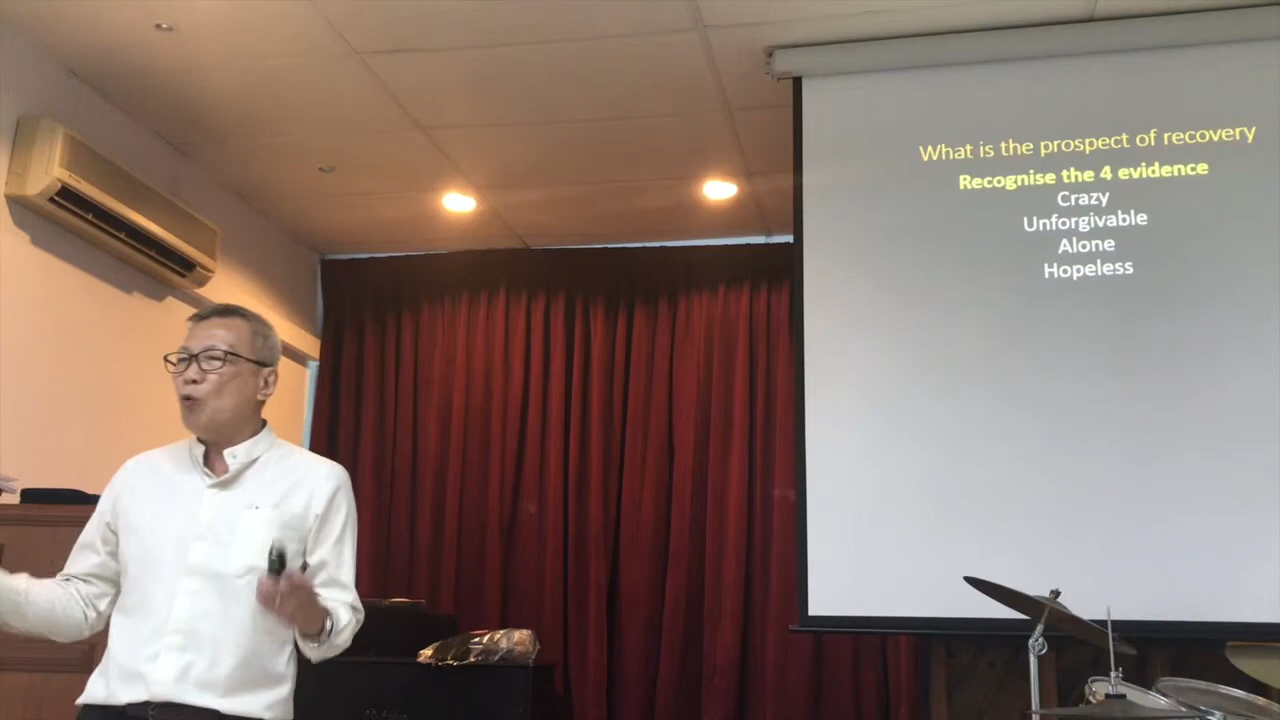 What is the prospect of recovery
Recognise the 4 evidence
Crazy
Unforgivable
Alone
Hopeless